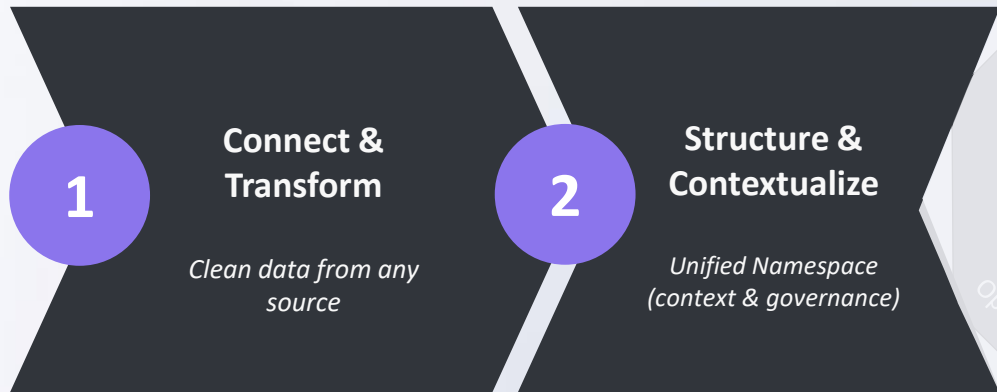 1
Connect &
Transform
Clean data from any
source
2
Structure &
Contextualize
Unified Namespace
(context & governance)